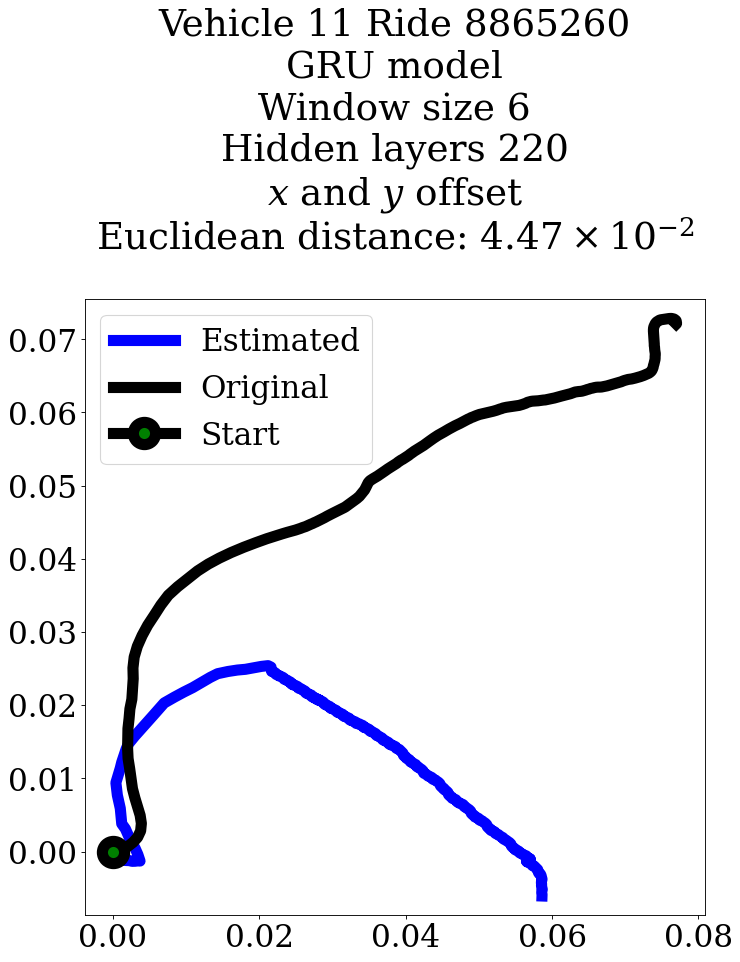 Vehicle 11 Ride 8865260
GRU model
Window size 6
Hidden layers 220
x and y offset
Euclidean distance: 4.47 × 10⁻²
Estimated
Original
Start
0.07
0.06
0.05
0.04
0.03
0.02
0.01
0.00
0.00 0.02 0.04 0.06 0.08